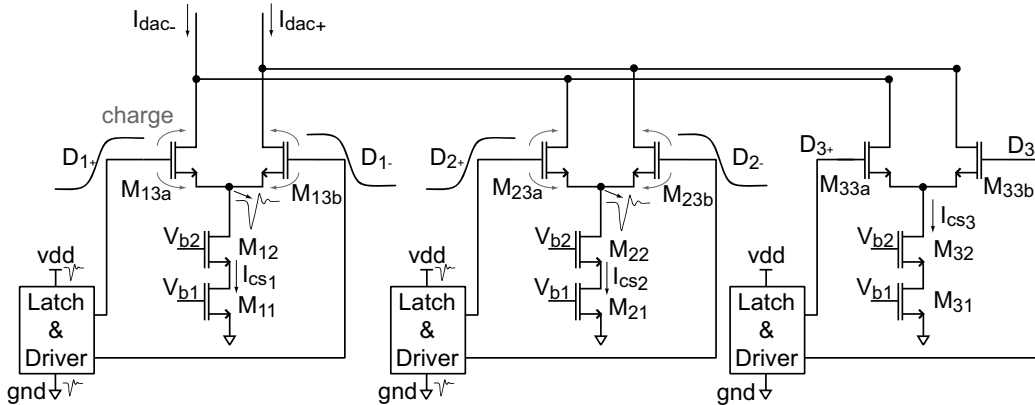 Idac- Idac+
charge
D1+ D1- D2+ D2- D3+ D3
M13a M13b M23a M23b M33a M33b
Ics3
Vb2 M12 Vb2 M22 Vb2 M32
vdd Ics1 vdd Ics2 vdd
Vb1 M11 Vb1 M21 Vb1 M31
Latch Latch Latch
& & &
Driver Driver Driver
gnd gnd gnd